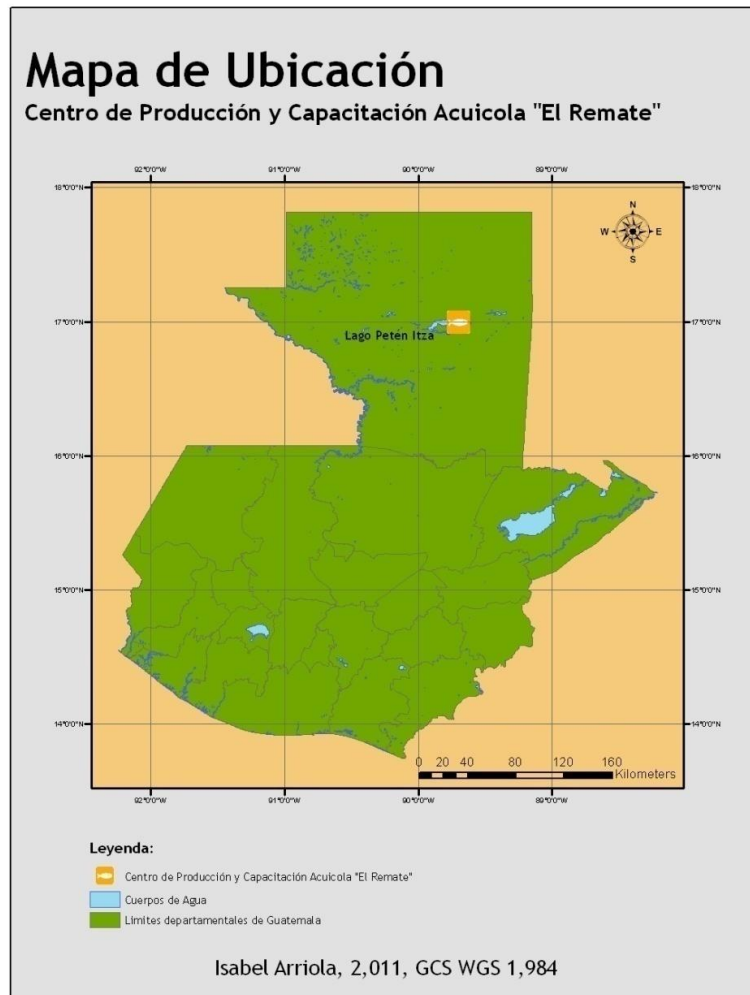 Mapa de Ubicación
Centro de Producción y Capacitación Acuicola "El Remate"
92°0'0"W 91°0'0"W 90°0'0"W 89°0'0"W
18°0'0"N 18°0'0"N
N
W E
S
17°0'0"N 17°0'0"N
Lago Petén Itza
16°0'0"N 16°0'0"N
15°0'0"N 15°0'0"N
14°0'0"N 14°0'0"N
0 20 40 80 120 160
Kilometers
92°0'0"W 91°0'0"W 90°0'0"W 89°0'0"W
Leyenda:
Centro de Producción y Capacitación Acuicola "El Remate"
Cuerpos de Agua
Límites departamentales de Guatemala
Isabel Arriola, 2,011, GCS WGS 1,984